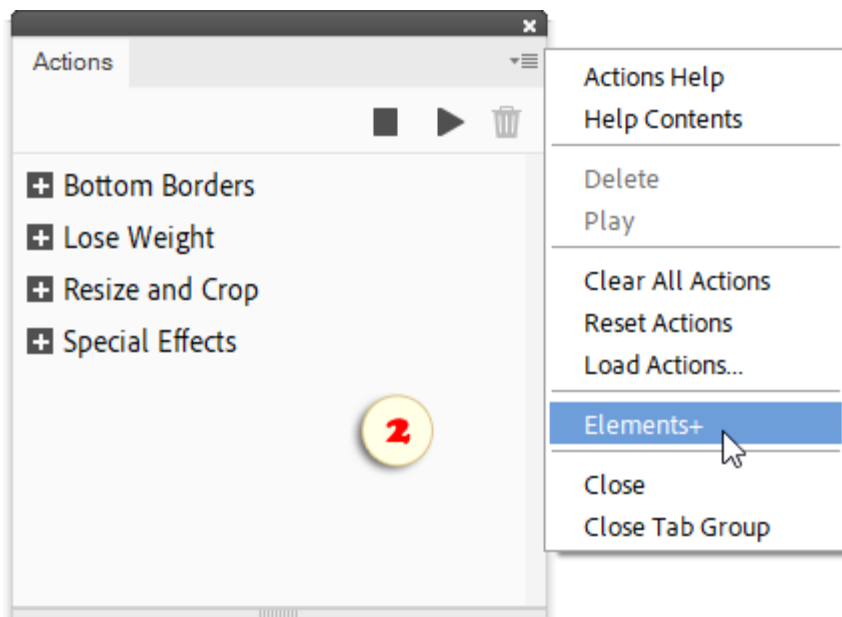 Actions
Bottom Borders
Lose Weight
Resize and Crop
Special Effects
2
Actions Help
Help Contents
Delete
Play
Clear All Actions
Reset Actions
Load Actions...
Elements+
Close
Close Tab Group